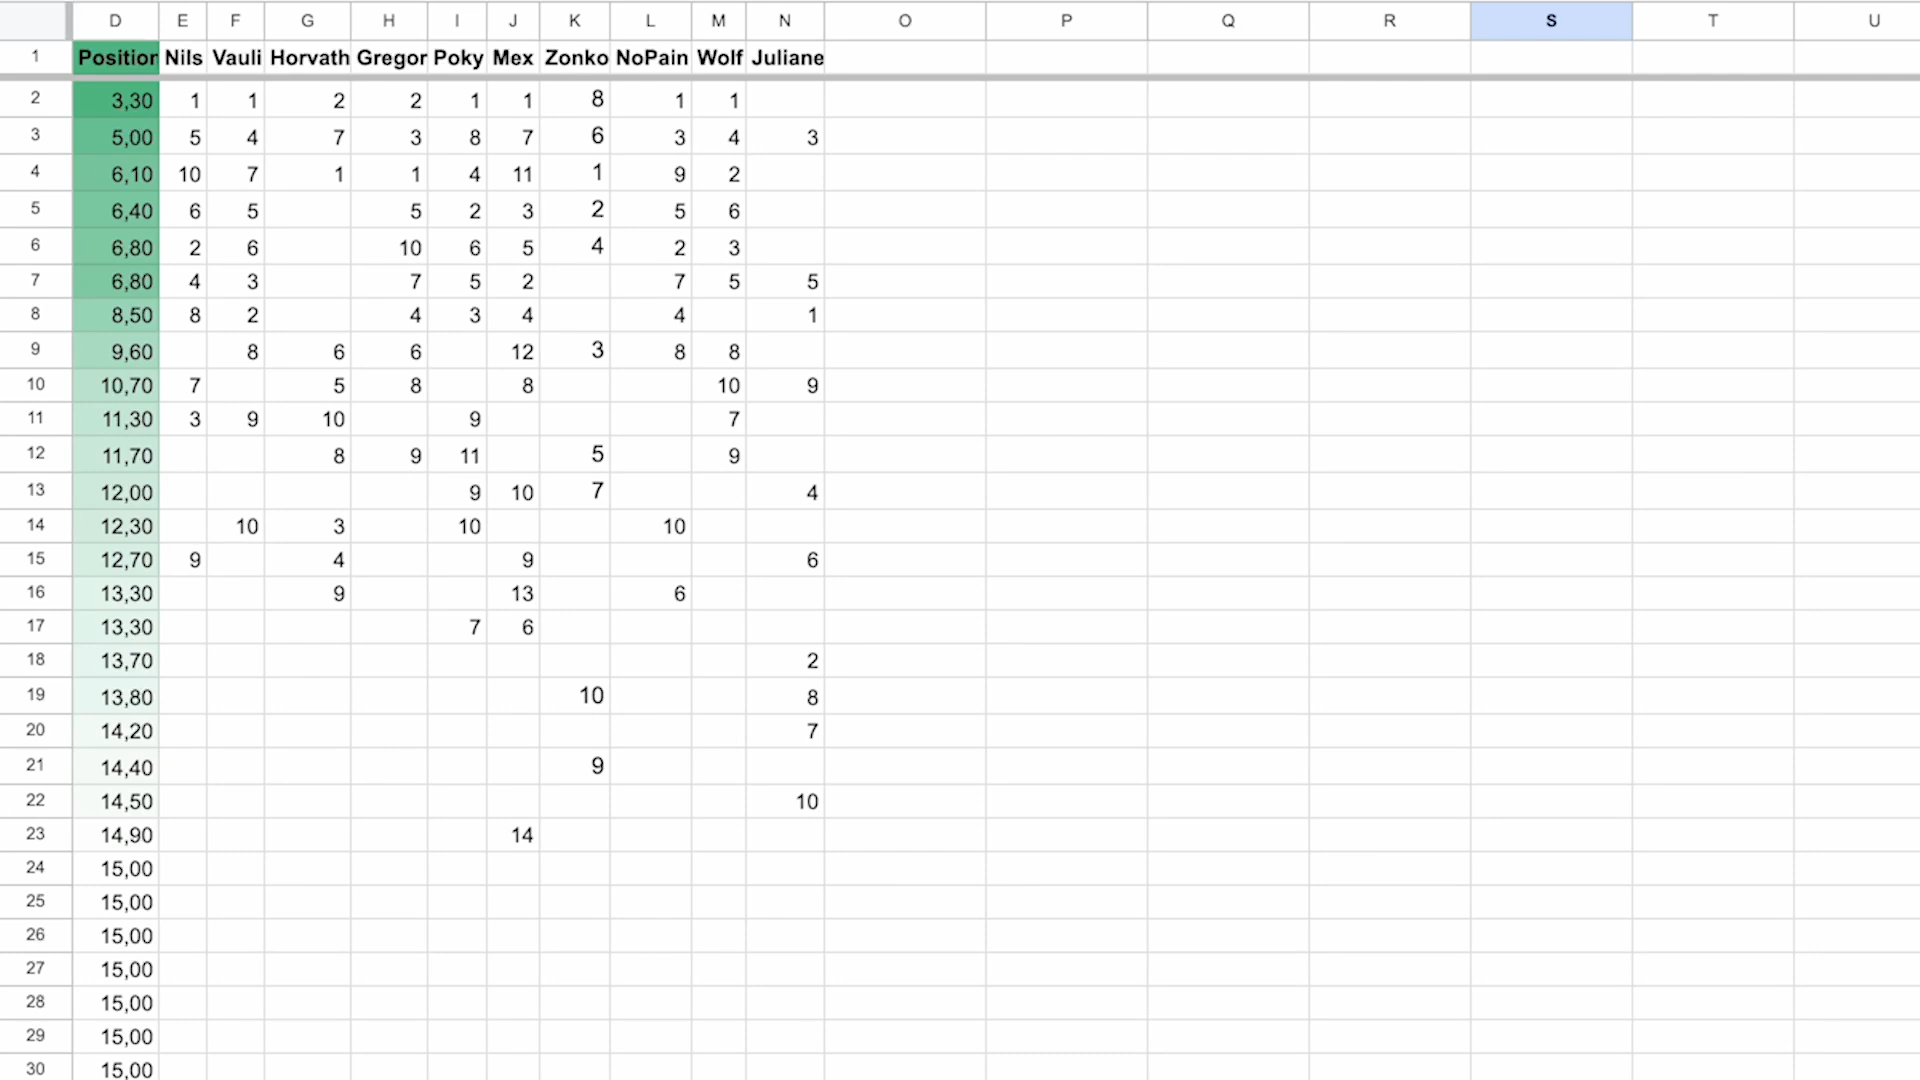 D E F G H I J K L M N O P Q R S T U
1 Position Nils Vauli Horvath Gregor Poky Mex Zonko NoPain Wolf Juliane
2 3,30 1 1 2 2 1 1 8 1 1
3 5,00 5 4 7 3 8 7 6 3 4 3
4 6,10 10 7 1 1 4 11 1 9 2
5 6,40 6 5 5 2 3 2 5 6
6 6,80 2 6 10 6 5 4 2 3
7 6,80 4 3 7 5 2 7 5 5
8 8,50 8 2 4 3 4 4 1
9 9,60 8 6 6 12 3 8 8
10 10,70 7 5 8 8 10 9
11 11,30 3 9 10 9 7
12 11,70 8 9 11 5 9
13 12,00 9 10 7 4
14 12,30 10 3 10 10
15 12,70 9 4 9 6
16 13,30 9 13 6
17 13,30 7 6
18 13,70 2
19 13,80 10 8
20 14,20 7
21 14,40 9
22 14,50 10
23 14,90 14
24 15,00
25 15,00
26 15,00
27 15,00
28 15,00
29 15,00
30 15,00